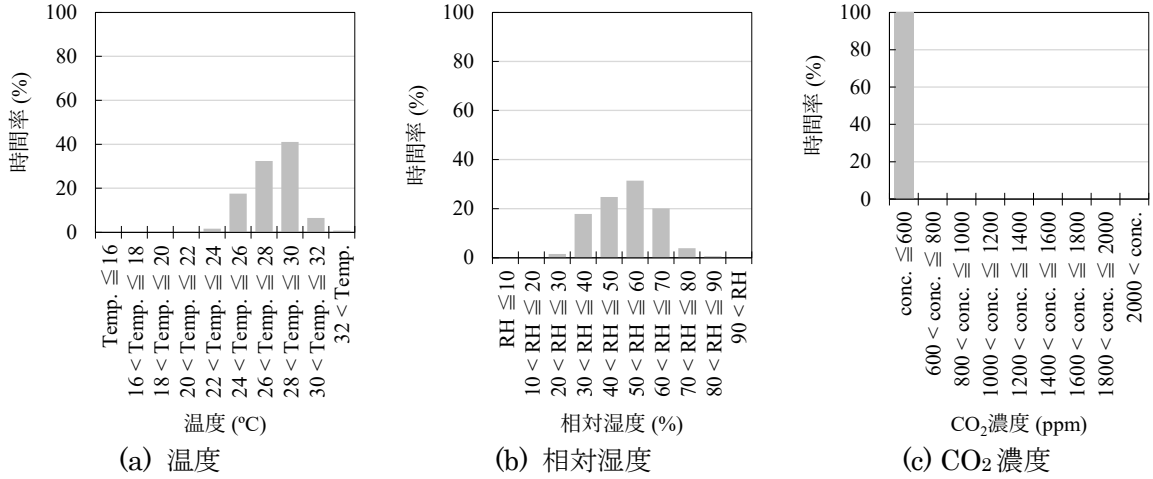 100
80
60
40
20
0
時間率 (%)
Temp. ≦ 16
16 < Temp. ≦ 18
18 < Temp. ≦ 20
20 < Temp. ≦ 22
22 < Temp. ≦ 24
24 < Temp. ≦ 26
26 < Temp. ≦ 28
28 < Temp. ≦ 30
30 < Temp. ≦ 32
32 < Temp.
温度 (ºC)
(a) 温度
100
80
60
40
20
0
時間率 (%)
RH ≦ 10
10 < RH ≦ 20
20 < RH ≦ 30
30 < RH ≦ 40
40 < RH ≦ 50
50 < RH ≦ 60
60 < RH ≦ 70
70 < RH ≦ 80
80 < RH ≦ 90
90 < RH
相対湿度 (%)
(b) 相対湿度
100
80
60
40
20
0
時間率 (%)
conc. ≦600
600 < conc. ≦ 800
800 < conc. ≦ 1000
1000 < conc. ≦ 1200
1200 < conc. ≦ 1400
1400 < conc. ≦ 1600
1600 < conc. ≦ 1800
1800 < conc. ≦ 2000
2000 < conc.
CO₂濃度 (ppm)
(c) CO₂ 濃度